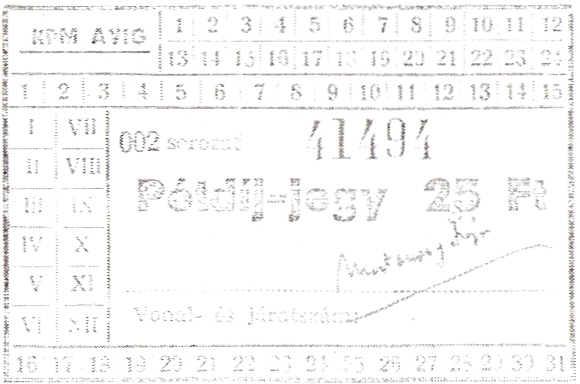 KPM AVIG
1 2 3 4 5 6 7 8 9 10 11 12
13 14 15 16 17 18 19 20 21 22 23 24
1 2 3 4 5 6 7 8 9 10 11 12 13 14 15
I VII
II VIII
III IX
IV X
V XI
VI XII
002 sorozat 41494
Pótdíj-jegy 25 Ft
Vonal- és járatszám:
16 17 18 19 20 21 22 23 24 25 26 27 28 29 30 31